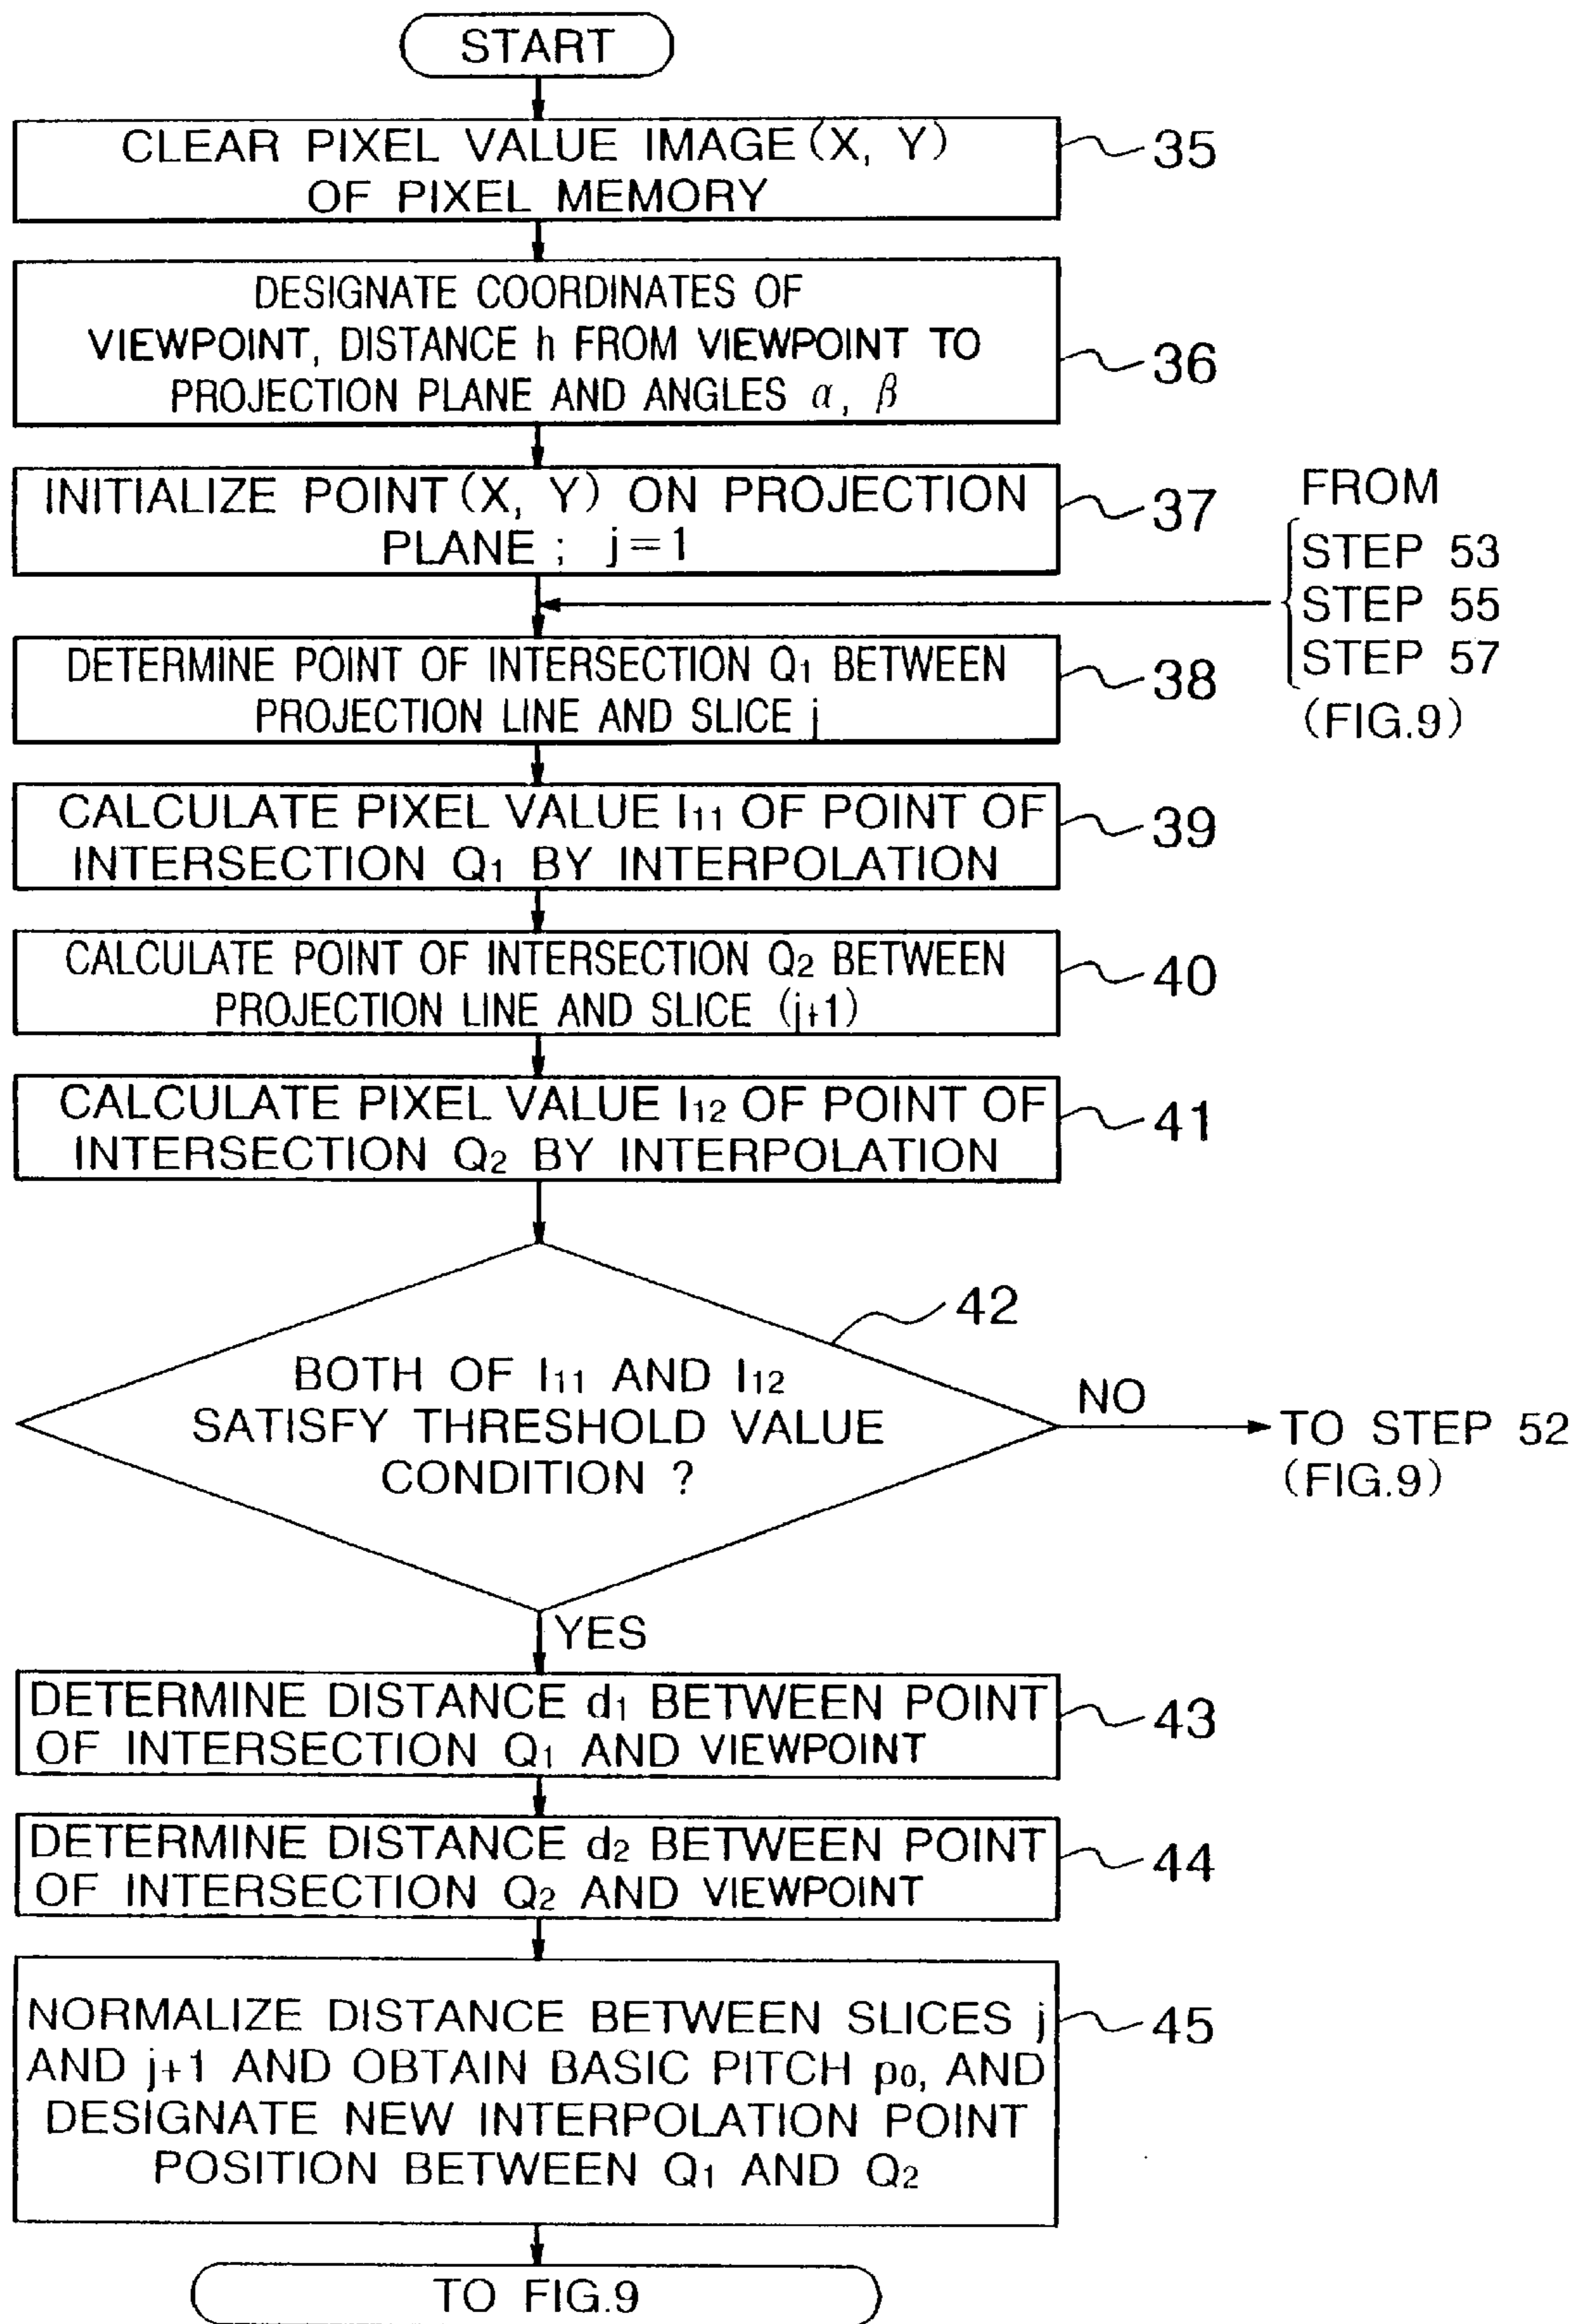 START
CLEAR PIXEL VALUE IMAGE (X, Y)
OF PIXEL MEMORY
35
DESIGNATE COORDINATES OF
VIEWPOINT, DISTANCE h FROM VIEWPOINT TO
PROJECTION PLANE AND ANGLES α, β
36
INITIALIZE POINT (X, Y) ON PROJECTION
PLANE ; j=1
37
FROM
STEP 53
STEP 55
STEP 57
(FIG.9)
DETERMINE POINT OF INTERSECTION Q1 BETWEEN
PROJECTION LINE AND SLICE j
38
CALCULATE PIXEL VALUE I11 OF POINT OF
INTERSECTION Q1 BY INTERPOLATION
39
CALCULATE POINT OF INTERSECTION Q2 BETWEEN
PROJECTION LINE AND SLICE (j+1)
40
CALCULATE PIXEL VALUE I12 OF POINT OF
INTERSECTION Q2 BY INTERPOLATION
41
42
BOTH OF I11 AND I12
SATISFY THRESHOLD VALUE
CONDITION ?
NO
TO STEP 52
(FIG.9)
YES
DETERMINE DISTANCE d1 BETWEEN POINT
OF INTERSECTION Q1 AND VIEWPOINT
43
DETERMINE DISTANCE d2 BETWEEN POINT
OF INTERSECTION Q2 AND VIEWPOINT
44
NORMALIZE DISTANCE BETWEEN SLICES j
AND j+1 AND OBTAIN BASIC PITCH p0, AND
DESIGNATE NEW INTERPOLATION POINT
POSITION BETWEEN Q1 AND Q2
45
TO FIG.9